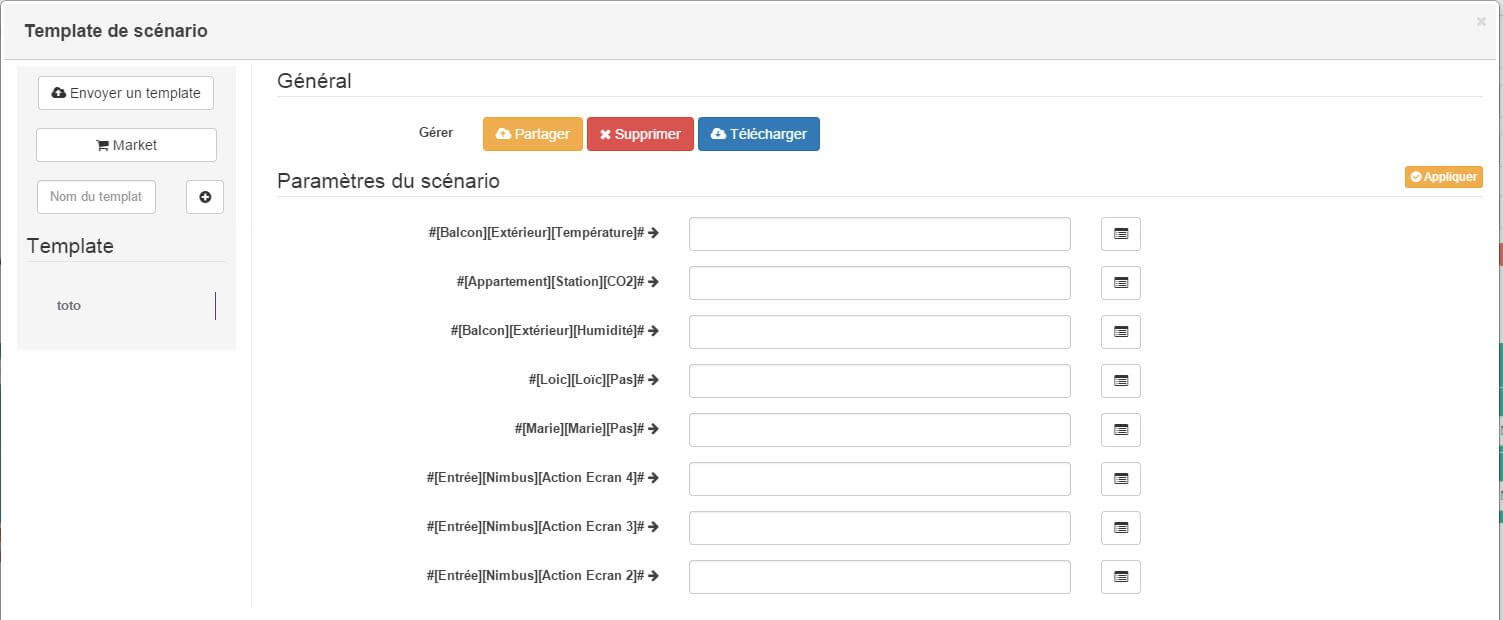 Template de scénario
×
Envoyer un template
Market
Nom du templat
Template
toto
Général
Gérer
Partager
Supprimer
Télécharger
Paramètres du scénario
Appliquer
#[Balcon][Extérieur][Température]#
#[Appartement][Station][CO2]#
#[Balcon][Extérieur][Humidité]#
#[Loic][Loïc][Pas]#
#[Marie][Marie][Pas]#
#[Entrée][Nimbus][Action Ecran 4]#
#[Entrée][Nimbus][Action Ecran 3]#
#[Entrée][Nimbus][Action Ecran 2]#